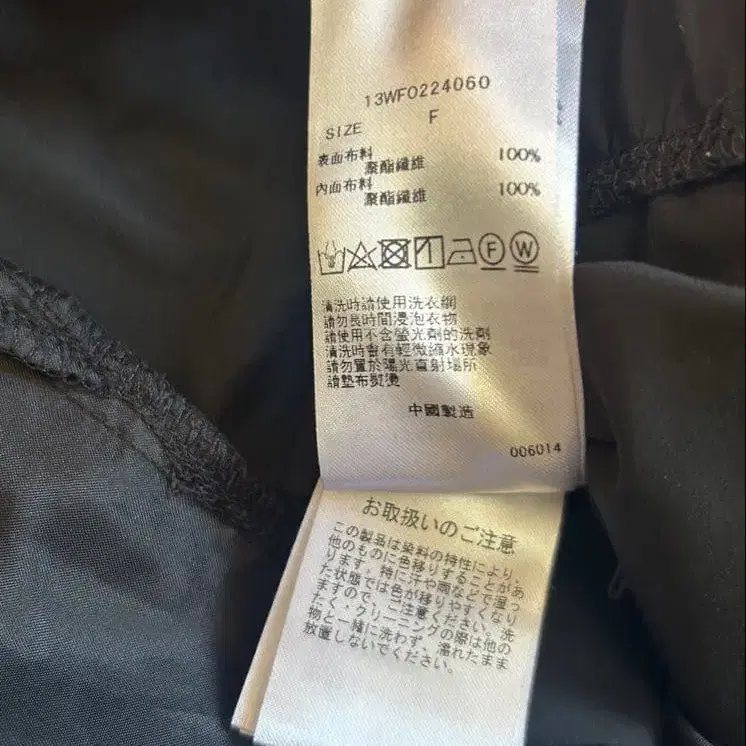 13WFO224060
SIZE F
表面布料 100%
聚酯纖維
內面布料 100%
聚酯纖維
F W
清洗時請使用洗衣網
請勿長時間浸泡衣物
請使用不含螢光劑的洗劑
清洗時會有輕微縮水現象
請勿置於陽光直射場所
請墊布熨燙
中國製造
006014
お取扱いのご注意
この製品は染料の特性により、
他のものに色移りすることがあ
ります。特に汗や雨などで湿っ
た状態では色が移りやすくなり
ますので、ご注意ください。洗
たく・クリーニングの際は他の
物と一緒に洗わず、濡れたまま
放置しないでください。